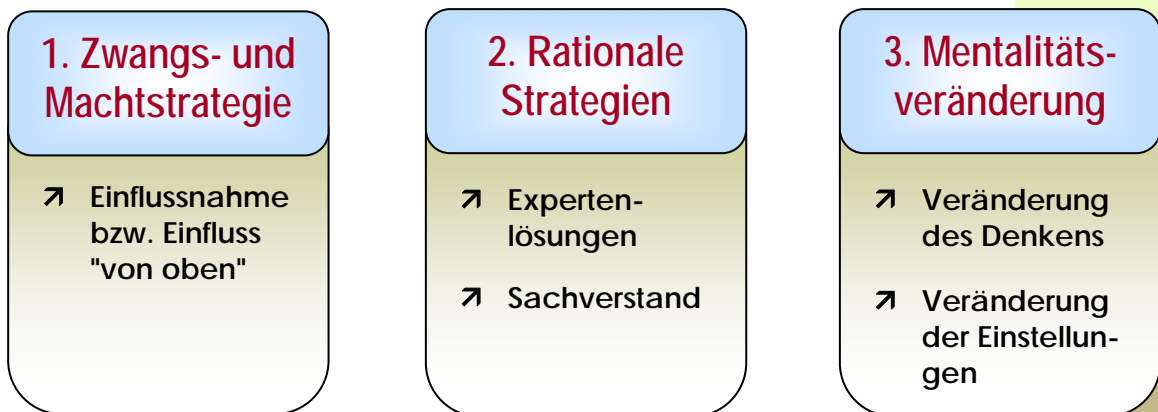 1. Zwangs- und
Machtstrategie
Einflussnahme
bzw. Einfluss
"von oben"
2. Rationale
Strategien
Experten-
lösungen
Sachverstand
3. Mentalitäts-
veränderung
Veränderung
des Denkens
Veränderung
der Einstellun-
gen